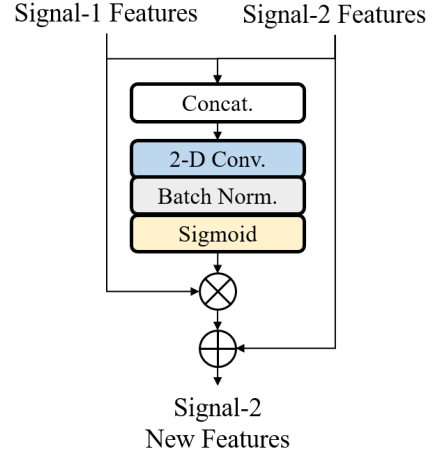 Signal-1 Features
Signal-2 Features
Concat.
2-D Conv.
Batch Norm.
Sigmoid
Signal-2
New Features